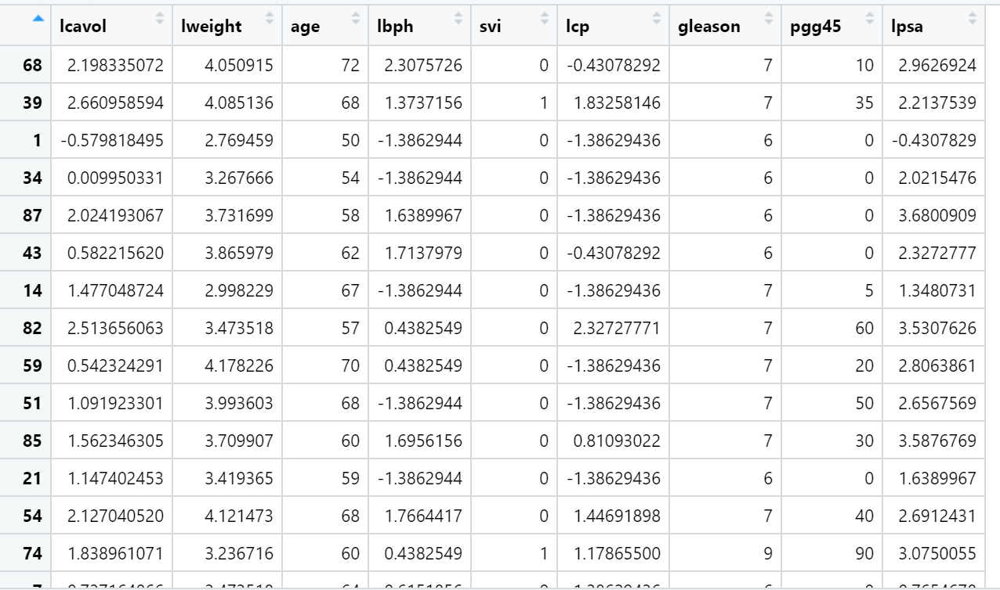 lcavol lweight age lbph svi lcp gleason pgg45 lpsa
68 2.198335072 4.050915 72 2.3075726 0 -0.43078292 7 10 2.9626924
39 2.660958594 4.085136 68 1.3737156 1 1.83258146 7 35 2.2137539
1 -0.579818495 2.769459 50 -1.3862944 0 -1.38629436 6 0 -0.4307829
34 0.009950331 3.267666 54 -1.3862944 0 -1.38629436 6 0 2.0215476
87 2.024193067 3.731699 58 1.6389967 0 -1.38629436 6 0 3.6800909
43 0.582215620 3.865979 62 1.7137979 0 -0.43078292 6 0 2.3272777
14 1.477048724 2.998229 67 -1.3862944 0 -1.38629436 7 5 1.3480731
82 2.513656063 3.473518 57 0.4382549 0 2.32727771 7 60 3.5307626
59 0.542324291 4.178226 70 0.4382549 0 -1.38629436 7 20 2.8063861
51 1.091923301 3.993603 68 -1.3862944 0 -1.38629436 7 50 2.6567569
85 1.562346305 3.709907 60 1.6956156 0 0.81093022 7 30 3.5876769
21 1.147402453 3.419365 59 -1.3862944 0 -1.38629436 6 0 1.6389967
54 2.127040520 4.121473 68 1.7664417 0 1.44691898 7 40 2.6912431
74 1.838961071 3.236716 60 0.4382549 1 1.17865500 9 90 3.0750055